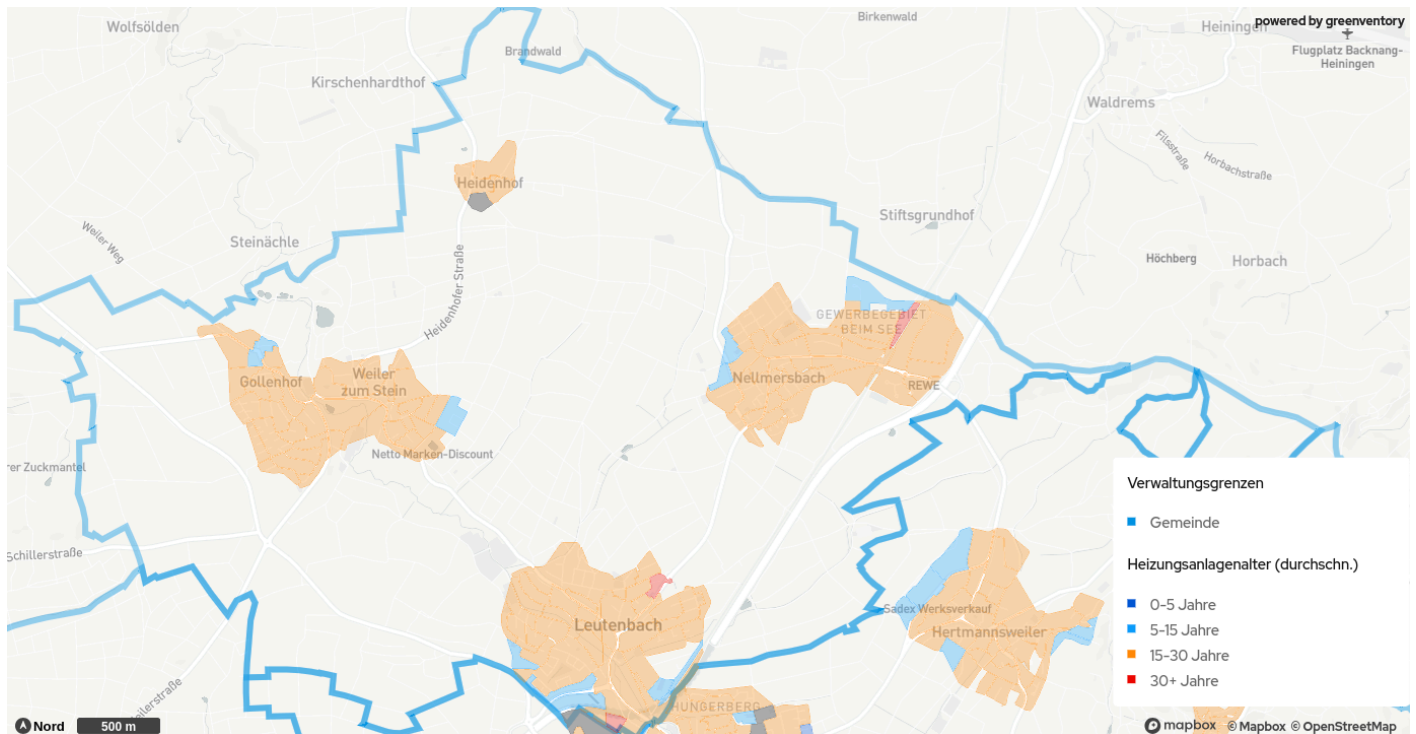 Wolfsölden
Birkenwald
Heiningen
powered by greenventory
Flugplatz Backnang-
Heiningen
Brandwald
Kirschenhardthof
Waldrems
Filsstraße
Horbachstraße
Heidenhof
Stiftsgrundhof
Weiler Weg
Steinächle
Höchberg
Horbach
Heidenhofer Straße
GEWERBEGEBIET
BEIM SEE
Gollenhof
Weiler
zum Stein
Nellmersbach
REWE
Netto Marken-Discount
rer Zuckmantel
Schillerstraße
Leutenbach
Sadex Werksverkauf
Hertmannsweiler
eilerstraße
HUNGERBERG
Verwaltungsgrenzen
Gemeinde
Heizungsanlagenalter (durchschn.)
0-5 Jahre
5-15 Jahre
15-30 Jahre
30+ Jahre
Nord
500 m
mapbox © Mapbox © OpenStreetMap